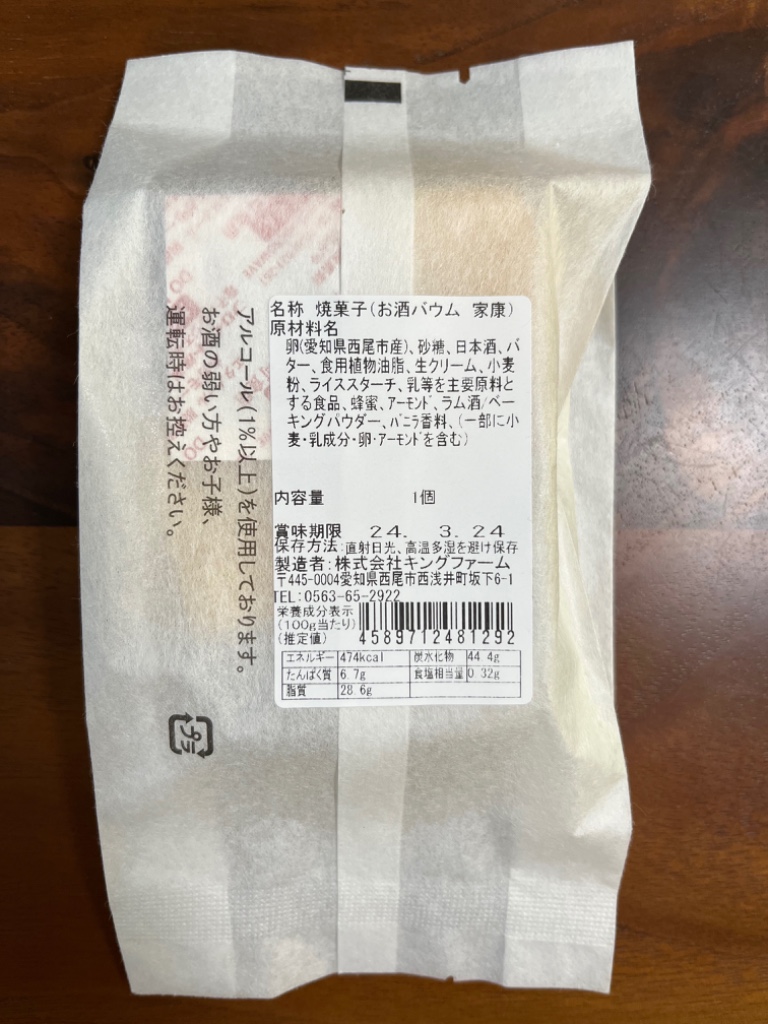 名称 焼菓子(お酒バウム 家康)
原材料名
卵(愛知県西尾市産)、砂糖、日本酒、バ
ター、食用植物油脂、生クリーム、小麦
粉、ライススターチ、乳等を主要原料と
する食品、蜂蜜、アーモンド、ラム酒/ベー
キングパウダー、バニラ香料、(一部に小
麦・乳成分・卵・アーモンドを含む)
内容量 1個
賞味期限 24. 3. 24
保存方法:直射日光、高温多湿を避け保存
製造者:株式会社キングファーム
〒445-0004愛知県西尾市西浅井町坂下6-1
TEL:0563-65-2922
栄養成分表示
(100g当たり)
(推定値)
4589712481292
エネルギー 474kcal 炭水化物 44.4g
たんぱく質 6.7g 食塩相当量 0.32g
脂質 28.6g
アルコール(1%以上)を使用しております。
お酒の弱い方やお子様、
運転時はお控えください。
プラ